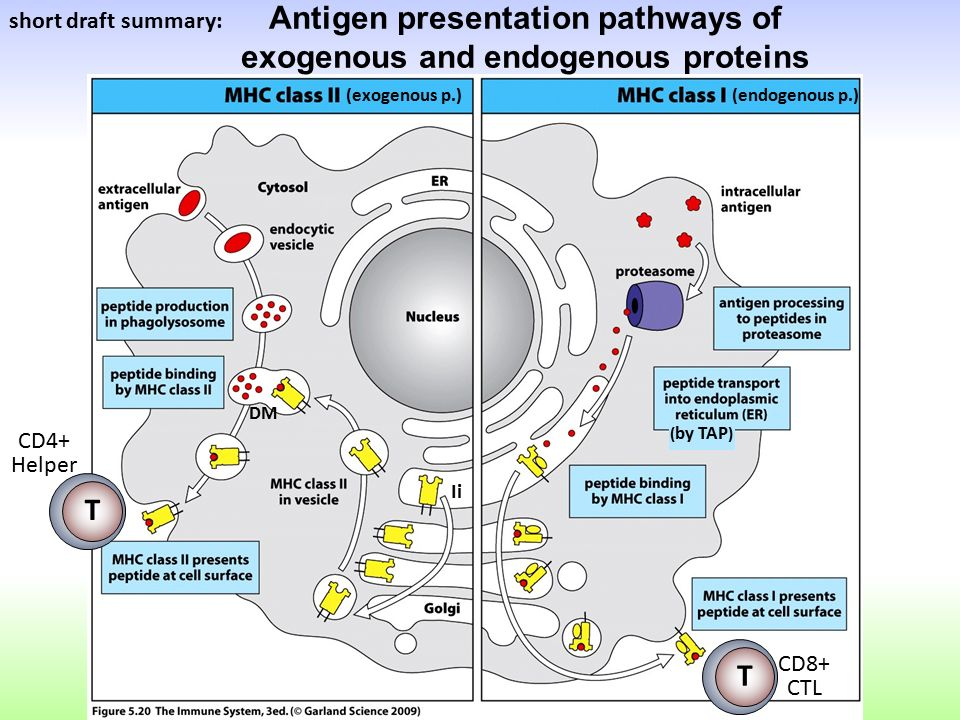 short draft summary:
Antigen presentation pathways of
exogenous and endogenous proteins
MHC class II (exogenous p.)
extracellular
antigen
Cytosol
ER
endocytic
vesicle
peptide production
in phagolysosome
Nucleus
peptide binding
by MHC class II
DM
CD4+
Helper
T
MHC class II
in vesicle
Ii
MHC class II presents
peptide at cell surface
Golgi
MHC class I (endogenous p.)
intracellular
antigen
proteasome
antigen processing
to peptides in
proteasome
peptide transport
into endoplasmic
reticulum (ER)
(by TAP)
peptide binding
by MHC class I
MHC class I presents
peptide at cell surface
T
CD8+
CTL
Figure 5.20 The Immune System, 3ed. (© Garland Science 2009)